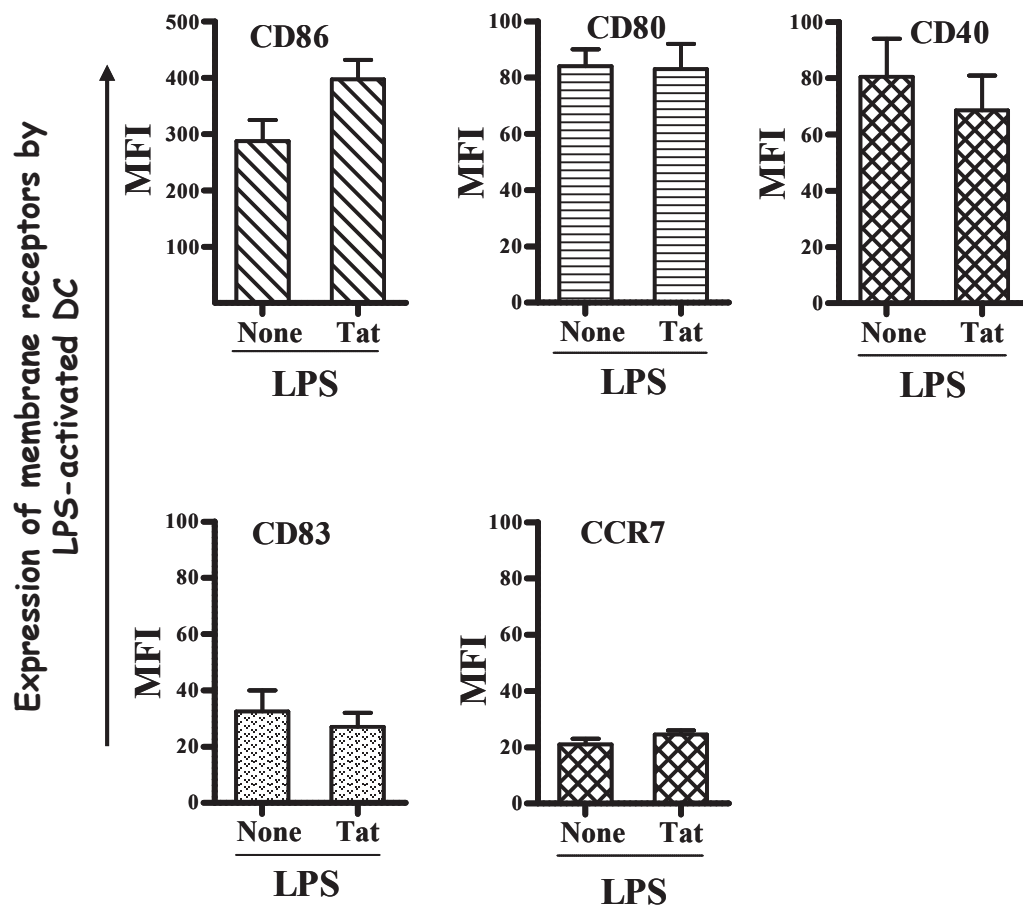 Expression of membrane receptors by
LPS-activated DC
CD86
MFI
500
400
300
200
100
None Tat
LPS
CD80
MFI
100
80
60
40
20
0
None Tat
LPS
CD40
MFI
100
80
60
40
20
0
None Tat
LPS
CD83
MFI
100
80
60
40
20
0
None Tat
LPS
CCR7
MFI
100
80
60
40
20
0
None Tat
LPS